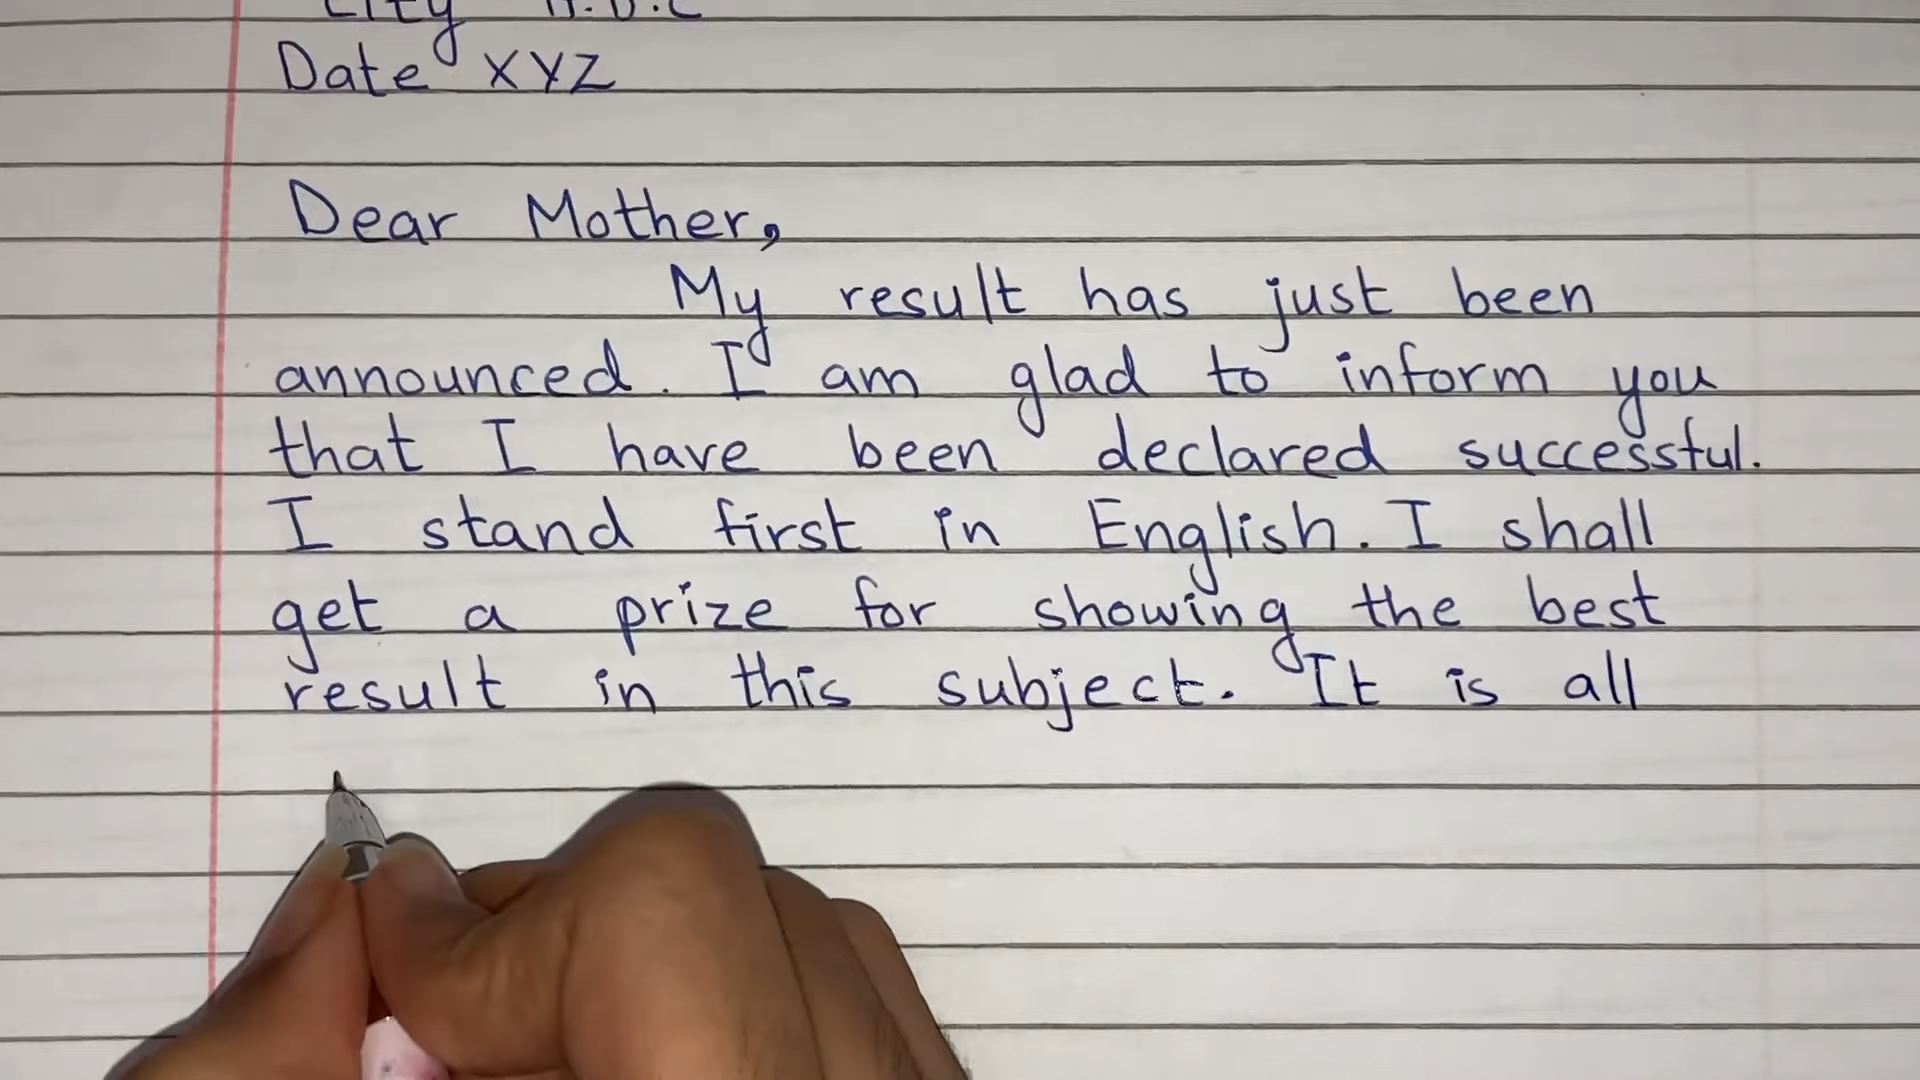 City A.B.C
Date XYZ
Dear Mother,
My result has just been
announced. I am glad to inform you
that I have been declared successful.
I stand first in English. I shall
get a prize for showing the best
result in this subject. It is all